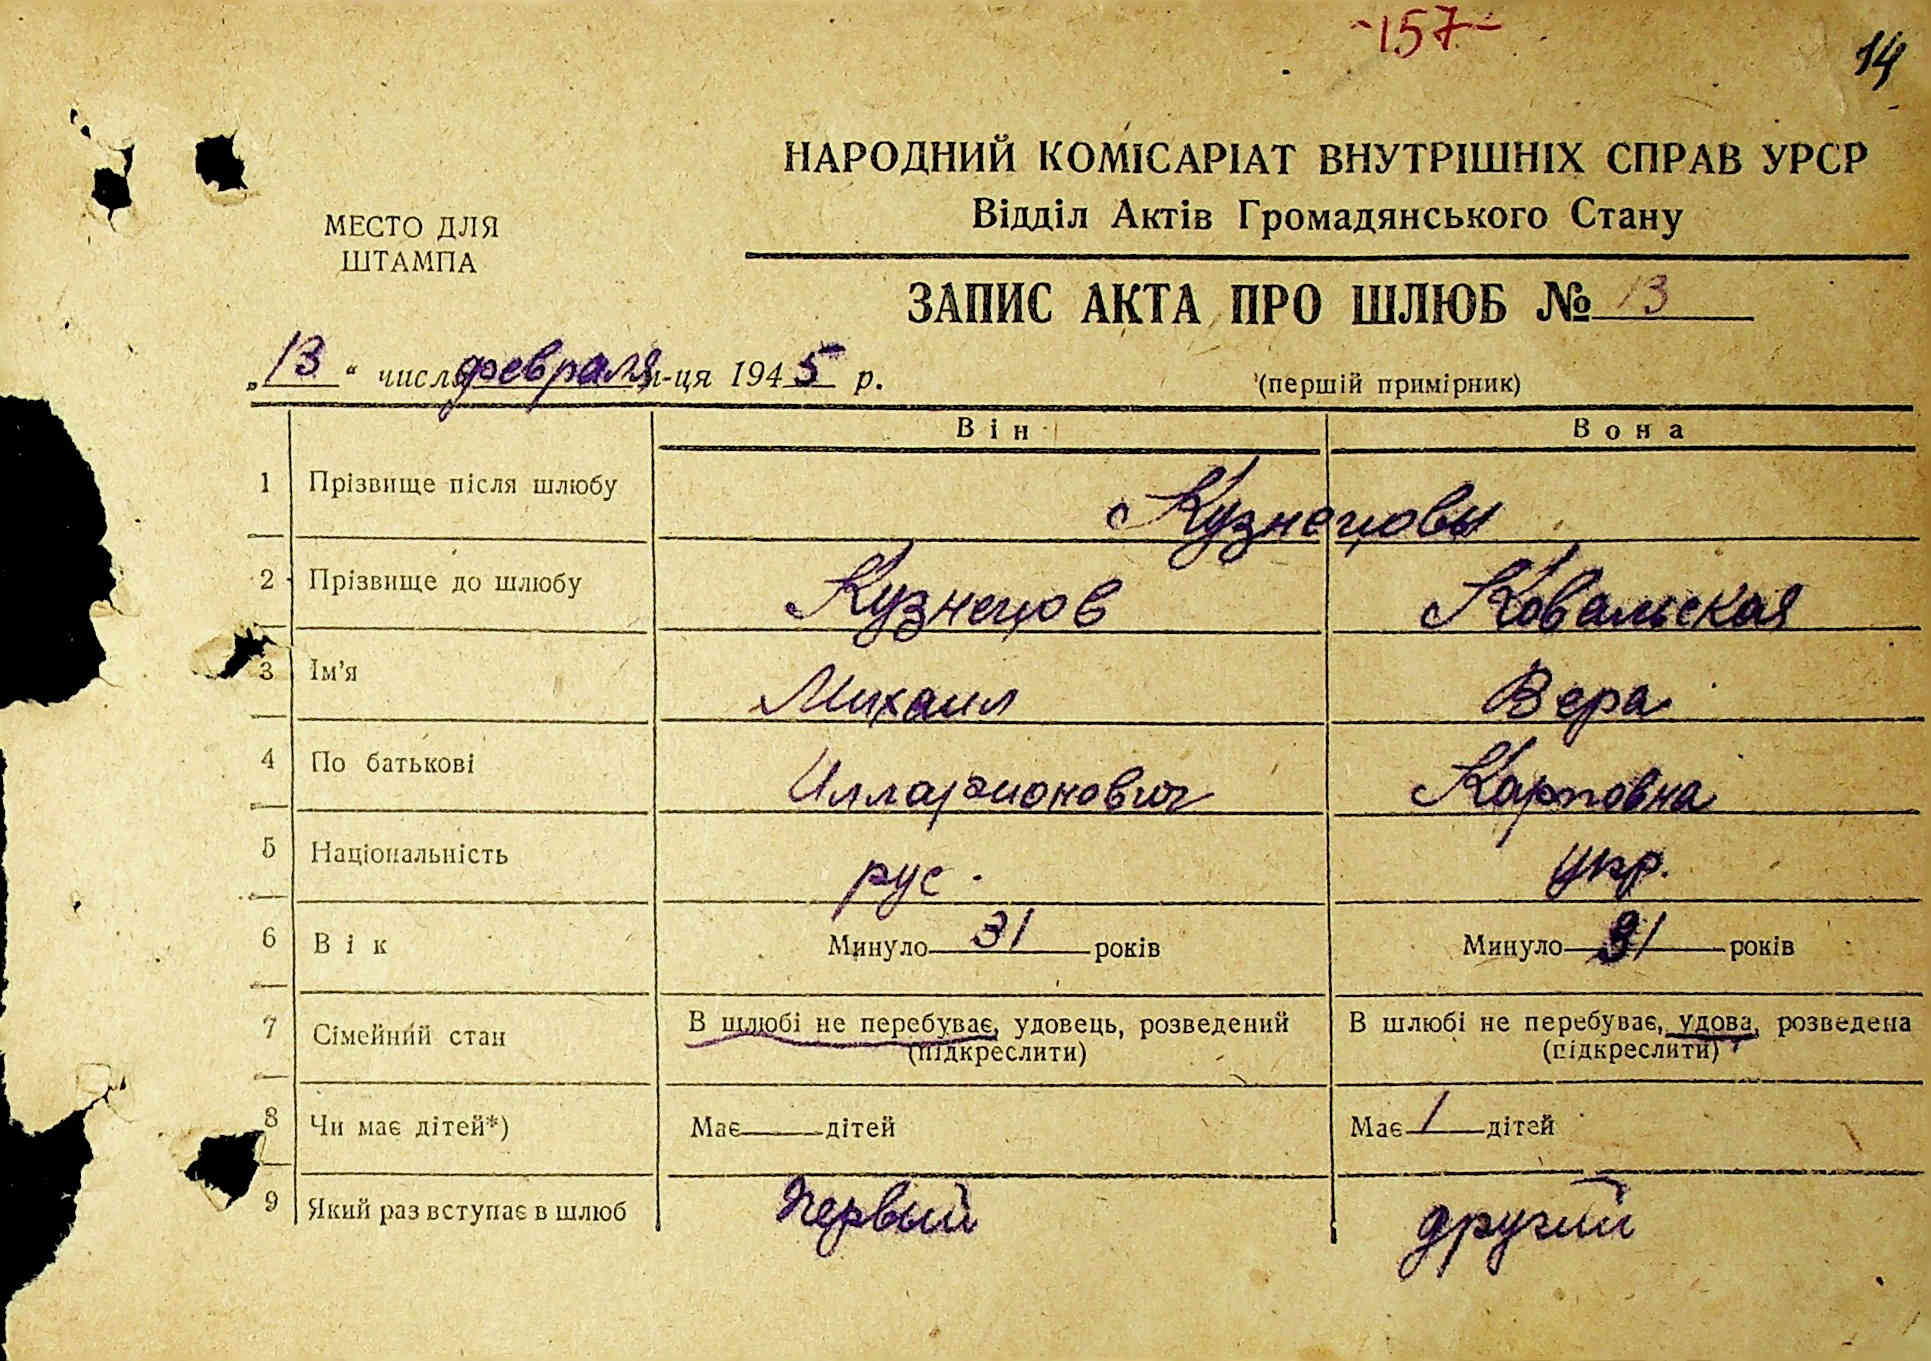 -157-
14
НАРОДНИЙ КОМІСАРІАТ ВНУТРІШНІХ СПРАВ УРСР
Відділ Актів Громадянського Стану
МЕСТО ДЛЯ
ШТАМПА
ЗАПИС АКТА ПРО ШЛЮБ № 13
„13“ числа февраля м-ця 1945 р.
(перший примірник)
Він Вона
1 Прізвище після шлюбу Кузнецовы
2 Прізвище до шлюбу Кузнецов Ковальская
3 Ім'я Михаил Вера
4 По батькові Илларионович Карповна
5 Національність рус. укр.
6 Вік Минуло 31 років Минуло 31 років
7 Сімейний стан В шлюбі не перебуває, удовець, розведений В шлюбі не перебуває, удова, розведена
(підкреслити) (підкреслити)
8 Чи має дітей*) Має дітей Має 1 дітей
9 Який раз вступає в шлюб первый другий